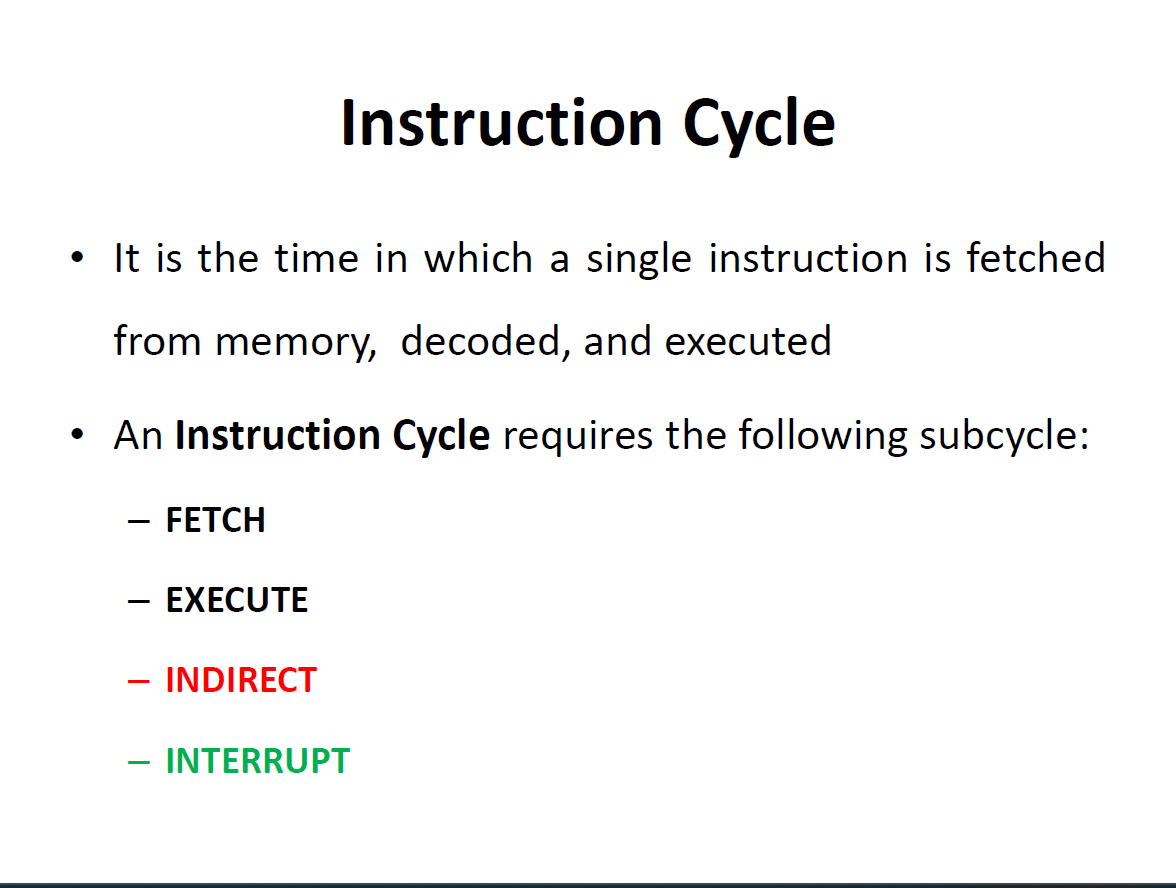 Instruction Cycle
• It is the time in which a single instruction is fetched
from memory,  decoded, and executed
• An Instruction Cycle requires the following subcycle:
– FETCH
– EXECUTE
– INDIRECT
– INTERRUPT